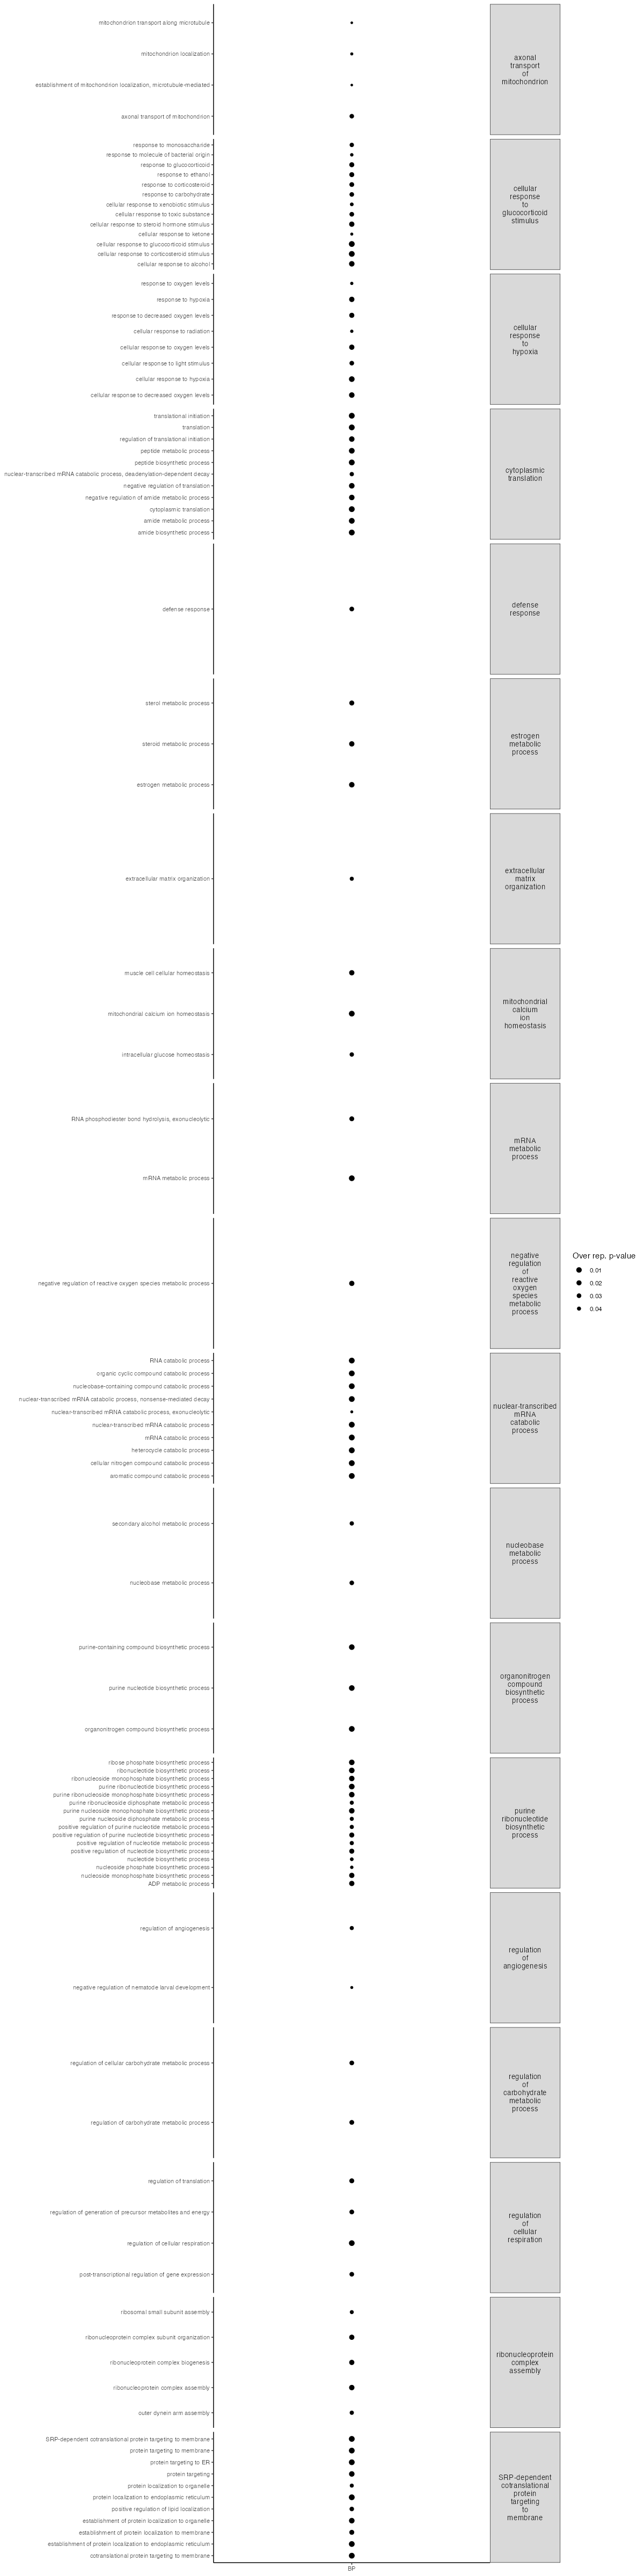 mitochondrion transport along microtubule
mitochondrion localization
establishment of mitochondrion localization, microtubule-mediated
axonal transport of mitochondrion
axonal
transport
of
mitochondrion
response to monosaccharide
response to molecule of bacterial origin
response to glucocorticoid
response to ethanol
response to corticosteroid
response to carbohydrate
cellular response to xenobiotic stimulus
cellular response to toxic substance
cellular response to steroid hormone stimulus
cellular response to ketone
cellular response to glucocorticoid stimulus
cellular response to corticosteroid stimulus
cellular response to alcohol
cellular
response
to
glucocorticoid
stimulus
response to oxygen levels
response to hypoxia
response to decreased oxygen levels
cellular response to radiation
cellular response to oxygen levels
cellular response to light stimulus
cellular response to hypoxia
cellular response to decreased oxygen levels
cellular
response
to
hypoxia
translational initiation
translation
regulation of translational initiation
peptide metabolic process
peptide biosynthetic process
nuclear-transcribed mRNA catabolic process, deadenylation-dependent decay
negative regulation of translation
negative regulation of amide metabolic process
cytoplasmic translation
amide metabolic process
amide biosynthetic process
cytoplasmic
translation
defense response
defense
response
sterol metabolic process
steroid metabolic process
estrogen metabolic process
estrogen
metabolic
process
extracellular matrix organization
extracellular
matrix
organization
muscle cell cellular homeostasis
mitochondrial calcium ion homeostasis
intracellular glucose homeostasis
mitochondrial
calcium
ion
homeostasis
RNA phosphodiester bond hydrolysis, exonucleolytic
mRNA metabolic process
mRNA
metabolic
process
negative regulation of reactive oxygen species metabolic process
negative
regulation
of
reactive
oxygen
species
metabolic
process
Over rep. p-value
0.01
0.02
0.03
0.04
RNA catabolic process
organic cyclic compound catabolic process
nucleobase-containing compound catabolic process
nuclear-transcribed mRNA catabolic process, nonsense-mediated decay
nuclear-transcribed mRNA catabolic process, exonucleolytic
nuclear-transcribed mRNA catabolic process
mRNA catabolic process
heterocycle catabolic process
cellular nitrogen compound catabolic process
aromatic compound catabolic process
nuclear-transcribed
mRNA
catabolic
process
secondary alcohol metabolic process
nucleobase metabolic process
nucleobase
metabolic
process
purine-containing compound biosynthetic process
purine nucleotide biosynthetic process
organonitrogen compound biosynthetic process
organonitrogen
compound
biosynthetic
process
ribose phosphate biosynthetic process
ribonucleotide biosynthetic process
ribonucleoside monophosphate biosynthetic process
purine ribonucleotide biosynthetic process
purine ribonucleoside monophosphate biosynthetic process
purine ribonucleoside diphosphate metabolic process
purine nucleoside monophosphate biosynthetic process
purine nucleoside diphosphate metabolic process
positive regulation of purine nucleotide metabolic process
positive regulation of purine nucleotide biosynthetic process
positive regulation of nucleotide metabolic process
positive regulation of nucleotide biosynthetic process
nucleotide biosynthetic process
nucleoside phosphate biosynthetic process
nucleoside monophosphate biosynthetic process
ADP metabolic process
purine
ribonucleotide
biosynthetic
process
regulation of angiogenesis
negative regulation of nematode larval development
regulation
of
angiogenesis
regulation of cellular carbohydrate metabolic process
regulation of carbohydrate metabolic process
regulation
of
carbohydrate
metabolic
process
regulation of translation
regulation of generation of precursor metabolites and energy
regulation of cellular respiration
post-transcriptional regulation of gene expression
regulation
of
cellular
respiration
ribosomal small subunit assembly
ribonucleoprotein complex subunit organization
ribonucleoprotein complex biogenesis
ribonucleoprotein complex assembly
outer dynein arm assembly
ribonucleoprotein
complex
assembly
SRP-dependent cotranslational protein targeting to membrane
protein targeting to membrane
protein targeting to ER
protein targeting
protein localization to organelle
protein localization to endoplasmic reticulum
positive regulation of lipid localization
establishment of protein localization to organelle
establishment of protein localization to membrane
establishment of protein localization to endoplasmic reticulum
cotranslational protein targeting to membrane
SRP-dependent
cotranslational
protein
targeting
to
membrane
BP